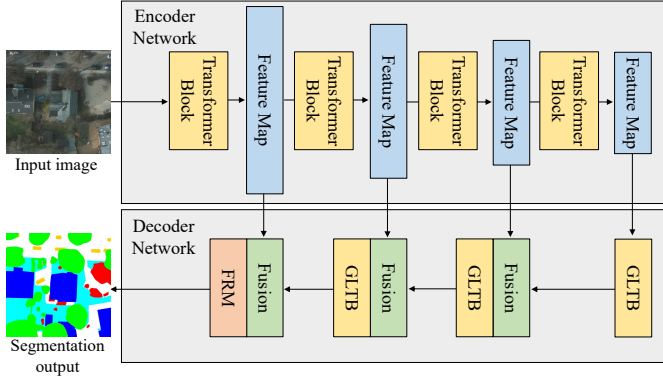 Encoder
Network
Transformer
Block
Feature Map
Transformer
Block
Feature Map
Transformer
Block
Feature Map
Transformer
Block
Feature Map
Input image
Decoder
Network
FRM
Fusion
GLTB
Fusion
GLTB
Fusion
GLTB
Segmentation
output